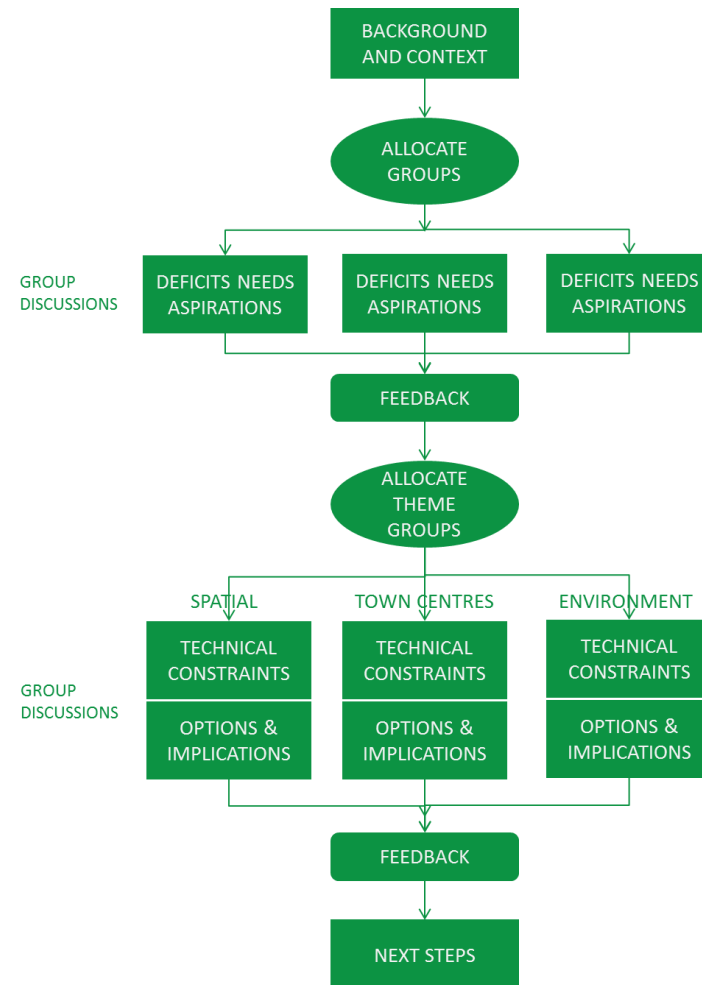 BACKGROUND
AND CONTEXT
ALLOCATE
GROUPS
GROUP
DISCUSSIONS
DEFICITS NEEDS
ASPIRATIONS
DEFICITS NEEDS
ASPIRATIONS
DEFICITS NEEDS
ASPIRATIONS
FEEDBACK
ALLOCATE
THEME
GROUPS
SPATIAL
TOWN CENTRES
ENVIRONMENT
GROUP
DISCUSSIONS
TECHNICAL
CONSTRAINTS
OPTIONS &
IMPLICATIONS
TECHNICAL
CONSTRAINTS
OPTIONS &
IMPLICATIONS
TECHNICAL
CONSTRAINTS
OPTIONS &
IMPLICATIONS
FEEDBACK
NEXT STEPS